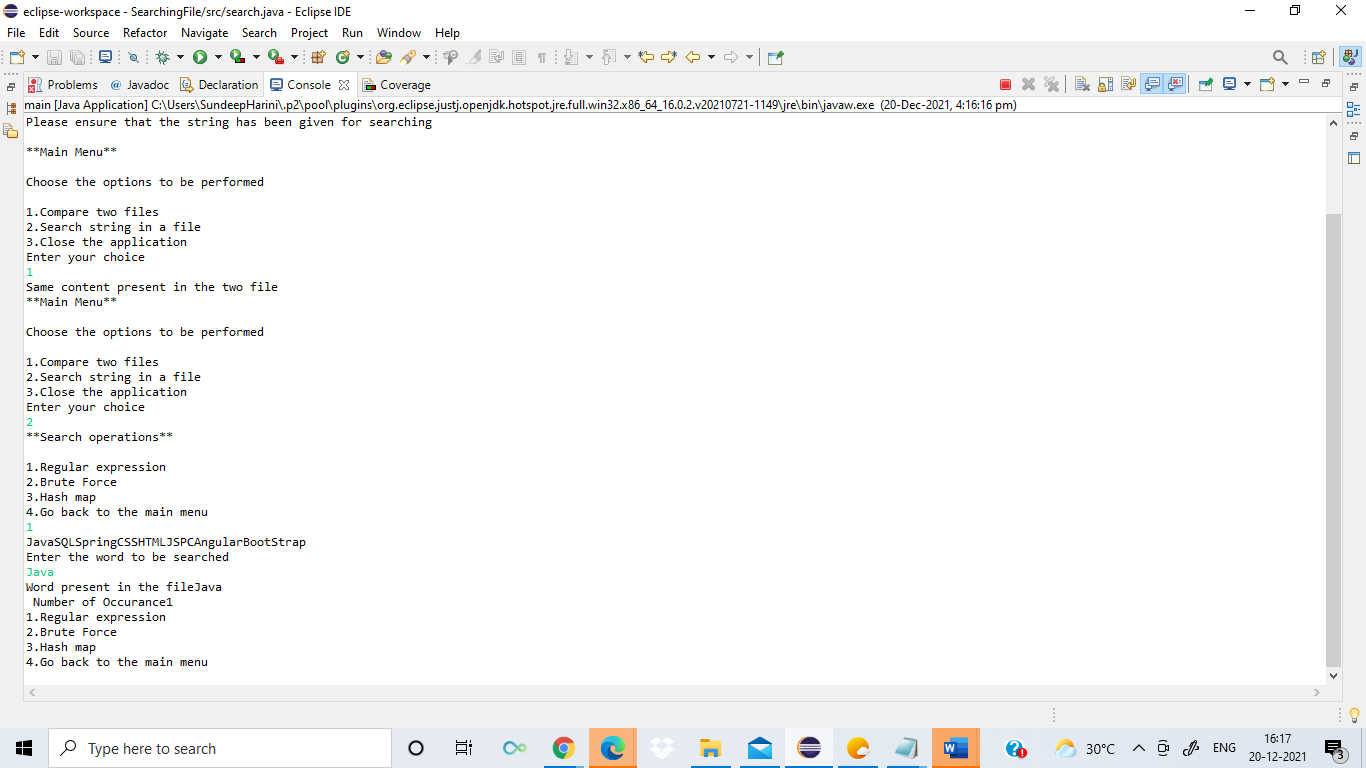 eclipse-workspace - SearchingFile/src/search.java - Eclipse IDE
File Edit Source Refactor Navigate Search Project Run Window Help
Problems @ Javadoc Declaration Console Coverage
main [Java Application] C:\Users\SundeepHarini\.p2\pool\plugins\org.eclipse.justj.openjdk.hotspot.jre.full.win32.x86_64_16.0.2.v20210721-1149\jre\bin\javaw.exe (20-Dec-2021, 4:16:16 pm)
Please ensure that the string has been given for searching
**Main Menu**
Choose the options to be performed
1.Compare two files
2.Search string in a file
3.Close the application
Enter your choice
1
Same content present in the two file
**Main Menu**
Choose the options to be performed
1.Compare two files
2.Search string in a file
3.Close the application
Enter your choice
2
**Search operations**
1.Regular expression
2.Brute Force
3.Hash map
4.Go back to the main menu
1
JavaSQLSpringCSSHTMLJSPCAngularBootStrap
Enter the word to be searched
Java
Word present in the fileJava
Number of Occurance1
1.Regular expression
2.Brute Force
3.Hash map
4.Go back to the main menu
Type here to search
30°C
ENG
16:17
20-12-2021
3